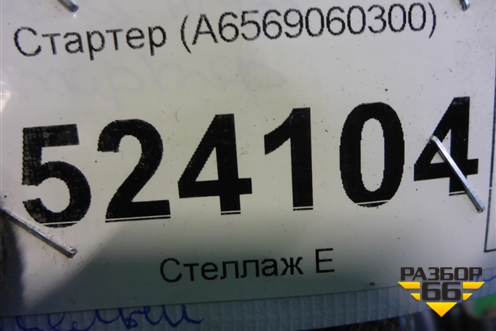 Стартер (A6569060300)
524104
Стеллаж Е
РАЗБОР
66